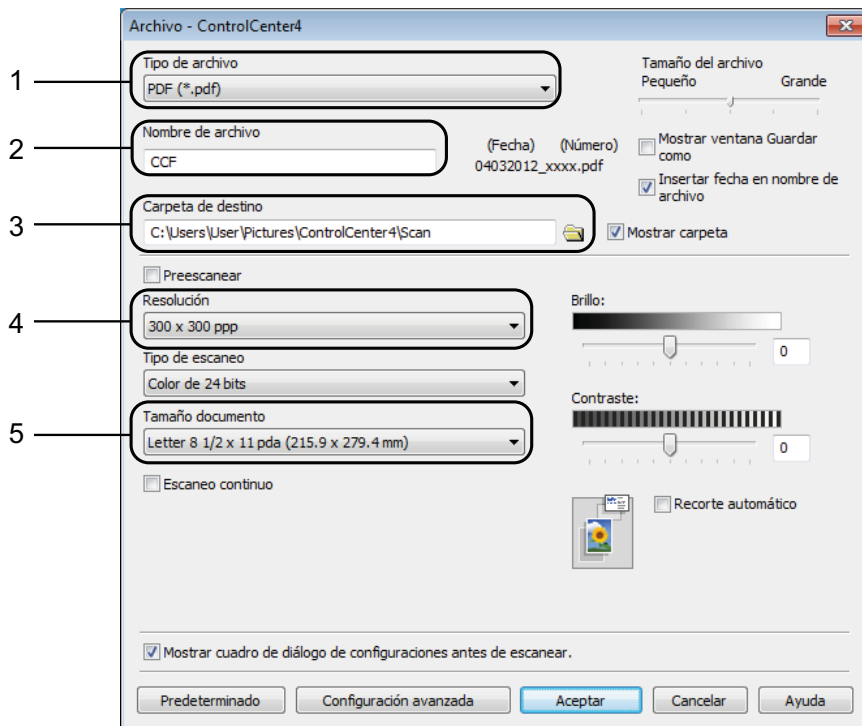 Archivo - ControlCenter4
1
Tipo de archivo
PDF (*.pdf)
Tamaño del archivo
Pequeño Grande
2
Nombre de archivo
CCF
(Fecha) (Número)
04032012_xxxx.pdf
Mostrar ventana Guardar
como
Insertar fecha en nombre de
archivo
3
Carpeta de destino
C:\Users\User\Pictures\ControlCenter4\Scan
Mostrar carpeta
Preescanear
4
Resolución
300 x 300 ppp
Brillo:
0
Tipo de escaneo
Color de 24 bits
5
Tamaño documento
Letter 8 1/2 x 11 pda (215.9 x 279.4 mm)
Contraste:
0
Escaneo continuo
Recorte automático
Mostrar cuadro de diálogo de configuraciones antes de escanear.
Predeterminado Configuración avanzada Aceptar Cancelar Ayuda